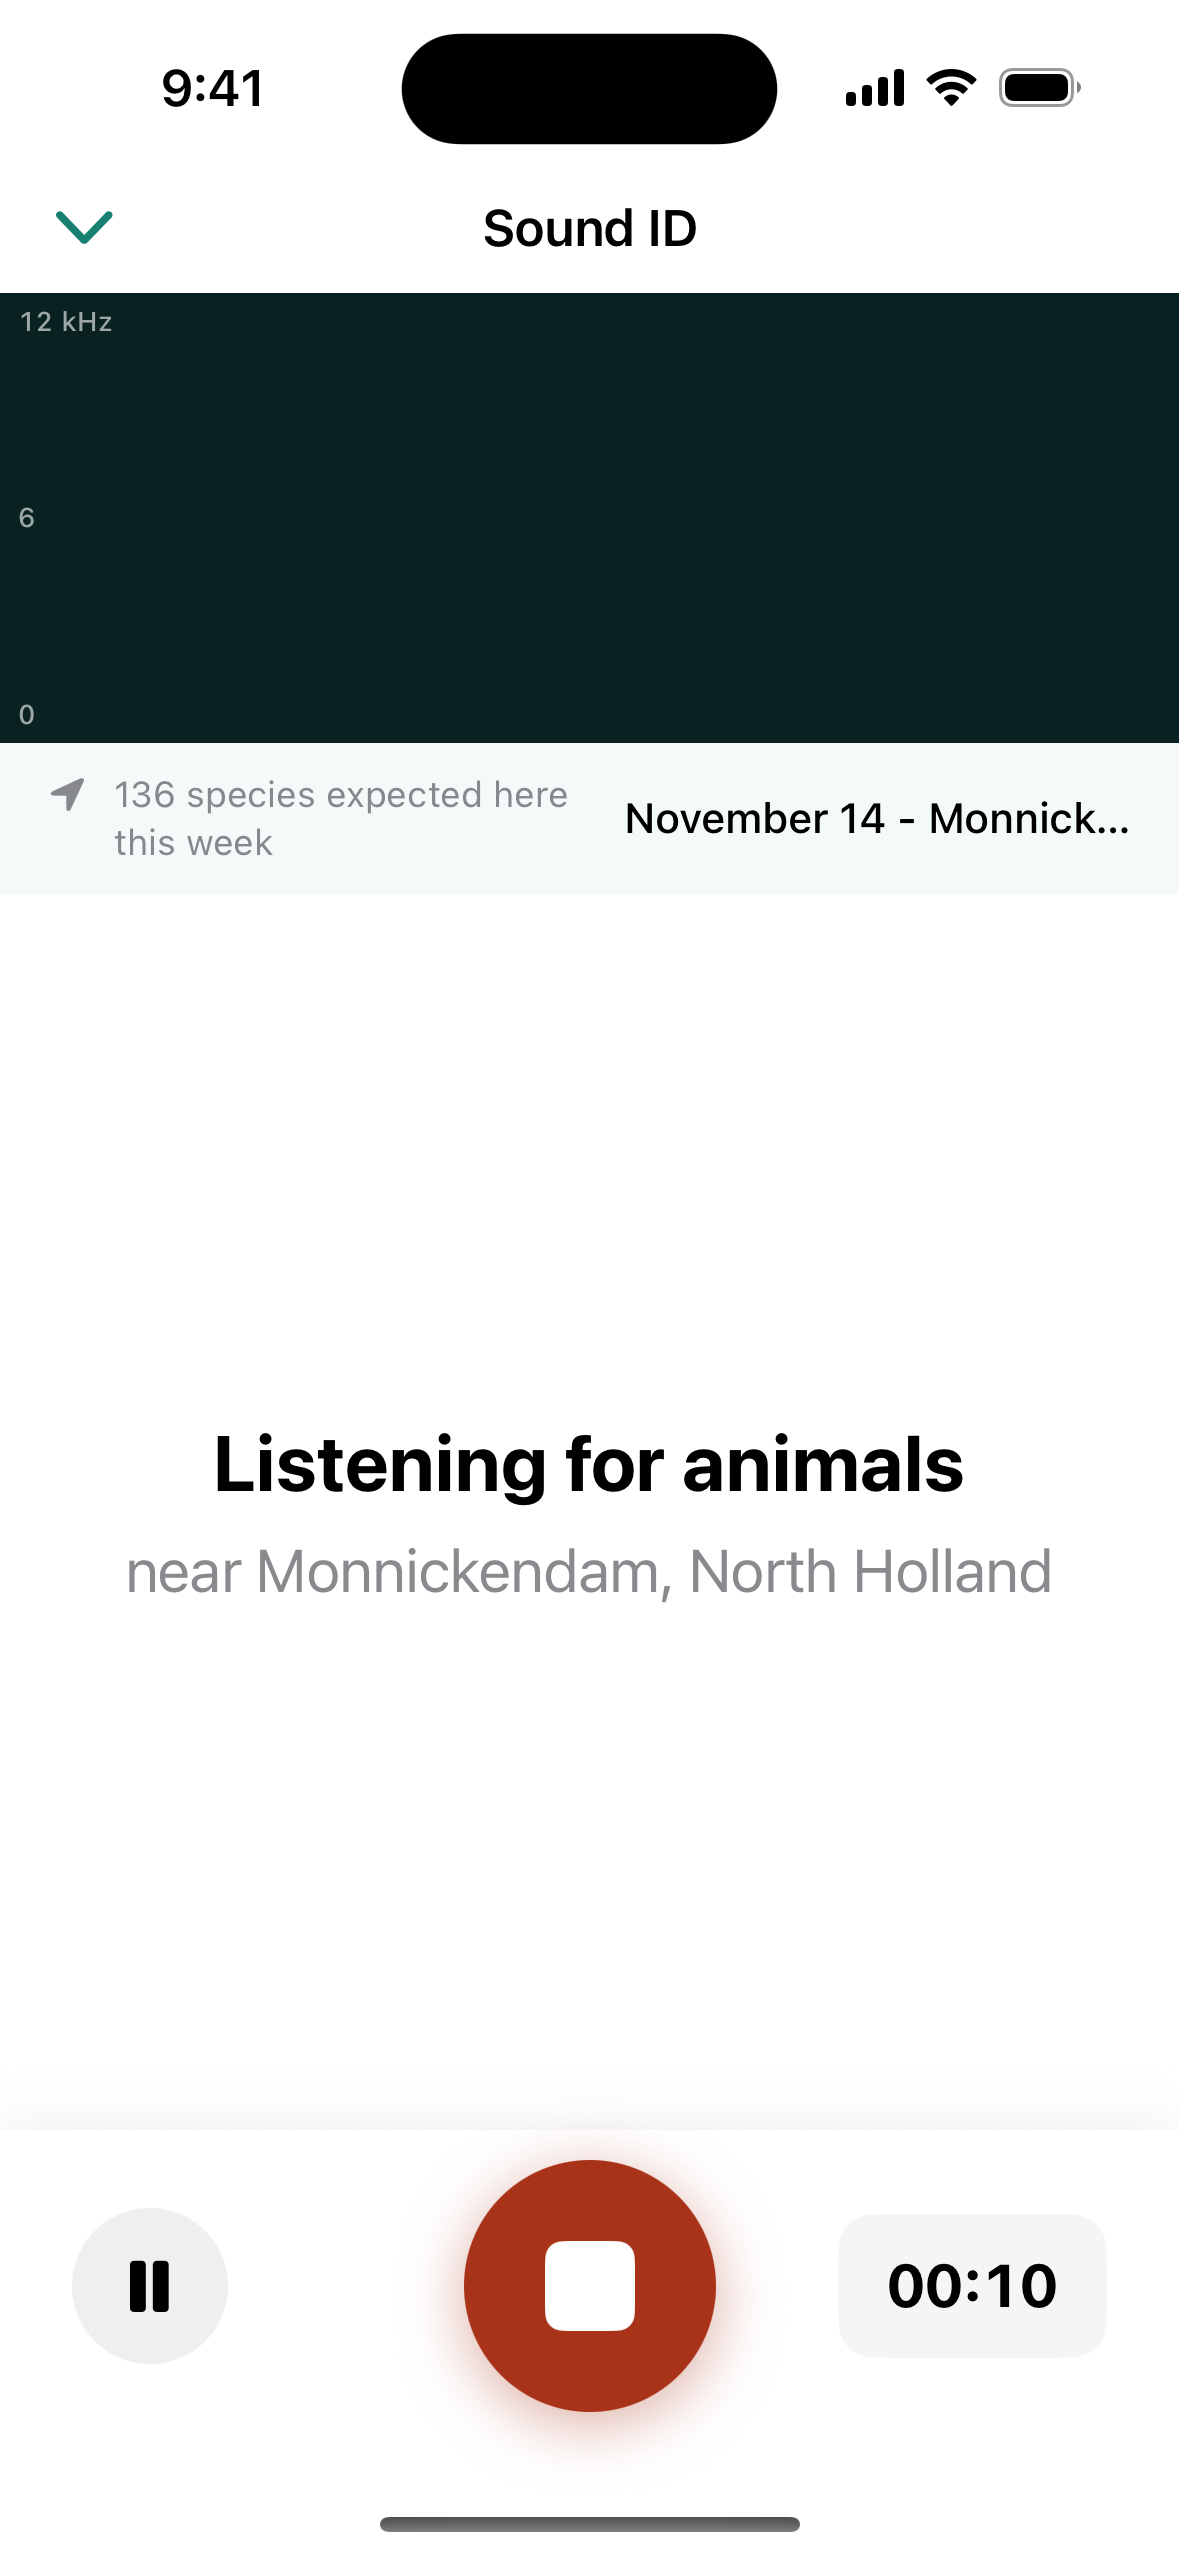 9:41
Sound ID
12 kHz
6
0
136 species expected here
this week
November 14 - Monnick...
Listening for animals
near Monnickendam, North Holland
00:10